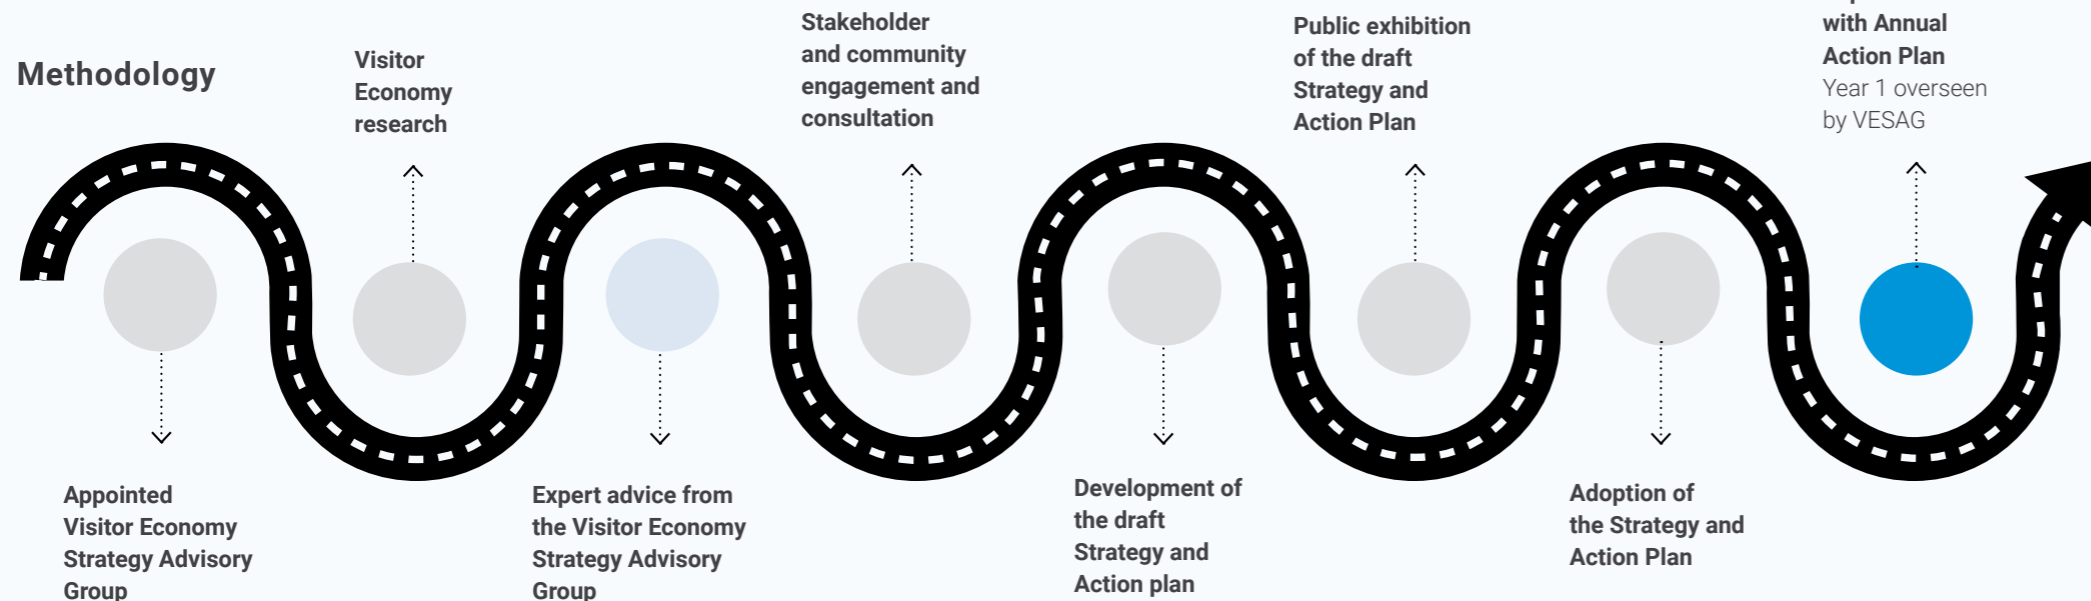 Methodology
Appointed
Visitor Economy
Strategy Advisory
Group
Visitor
Economy
research
Expert advice from
the Visitor Economy
Strategy Advisory
Group
Stakeholder
and community
engagement and
consultation
Development of
the draft
Strategy and
Action plan
Public exhibition
of the draft
Strategy and
Action Plan
Adoption of
the Strategy and
Action Plan
with Annual
Action Plan
Year 1 overseen
by VESAG